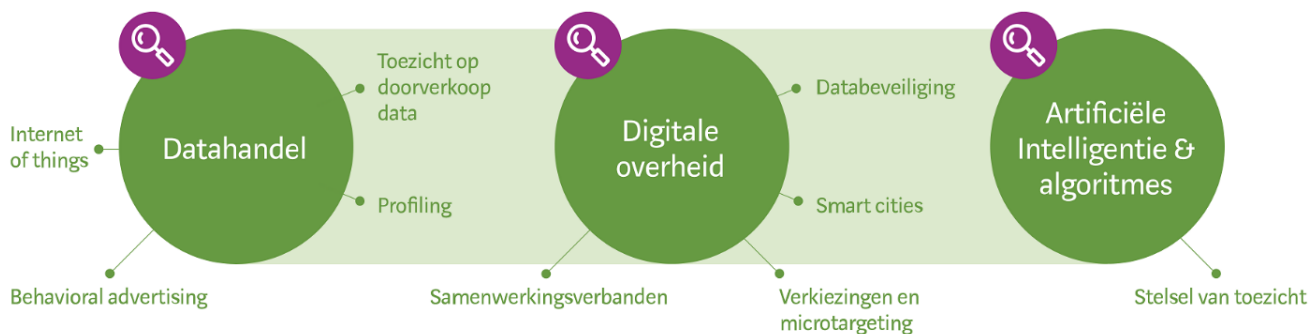 Datahandel
Internet
of things
Behavioral advertising
Toezicht op
doorverkoop
data
Profiling
Digitale
overheid
Samenwerkingsverbanden
Databeveiliging
Smart cities
Verkiezingen en
microtargeting
Artificiële
Intelligentie &
algoritmes
Stelsel van toezicht